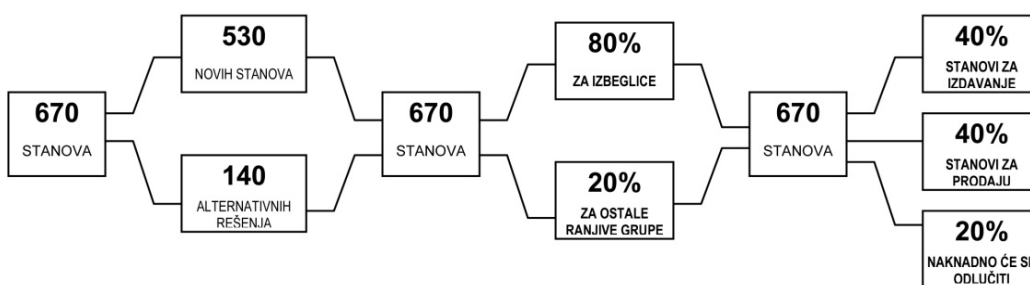 670
STANOVA
530
NOVIH STANOVA
140
ALTERNATIVNIH
REŠENJA
670
STANOVA
80%
ZA IZBEGLICE
20%
ZA OSTALE
RANJIVE GRUPE
670
STANOVA
40%
STANOVI ZA
IZDAVANJE
40%
STANOVI ZA
PRODAJU
20%
NAKNADNO ĆE SE
ODLUČITI